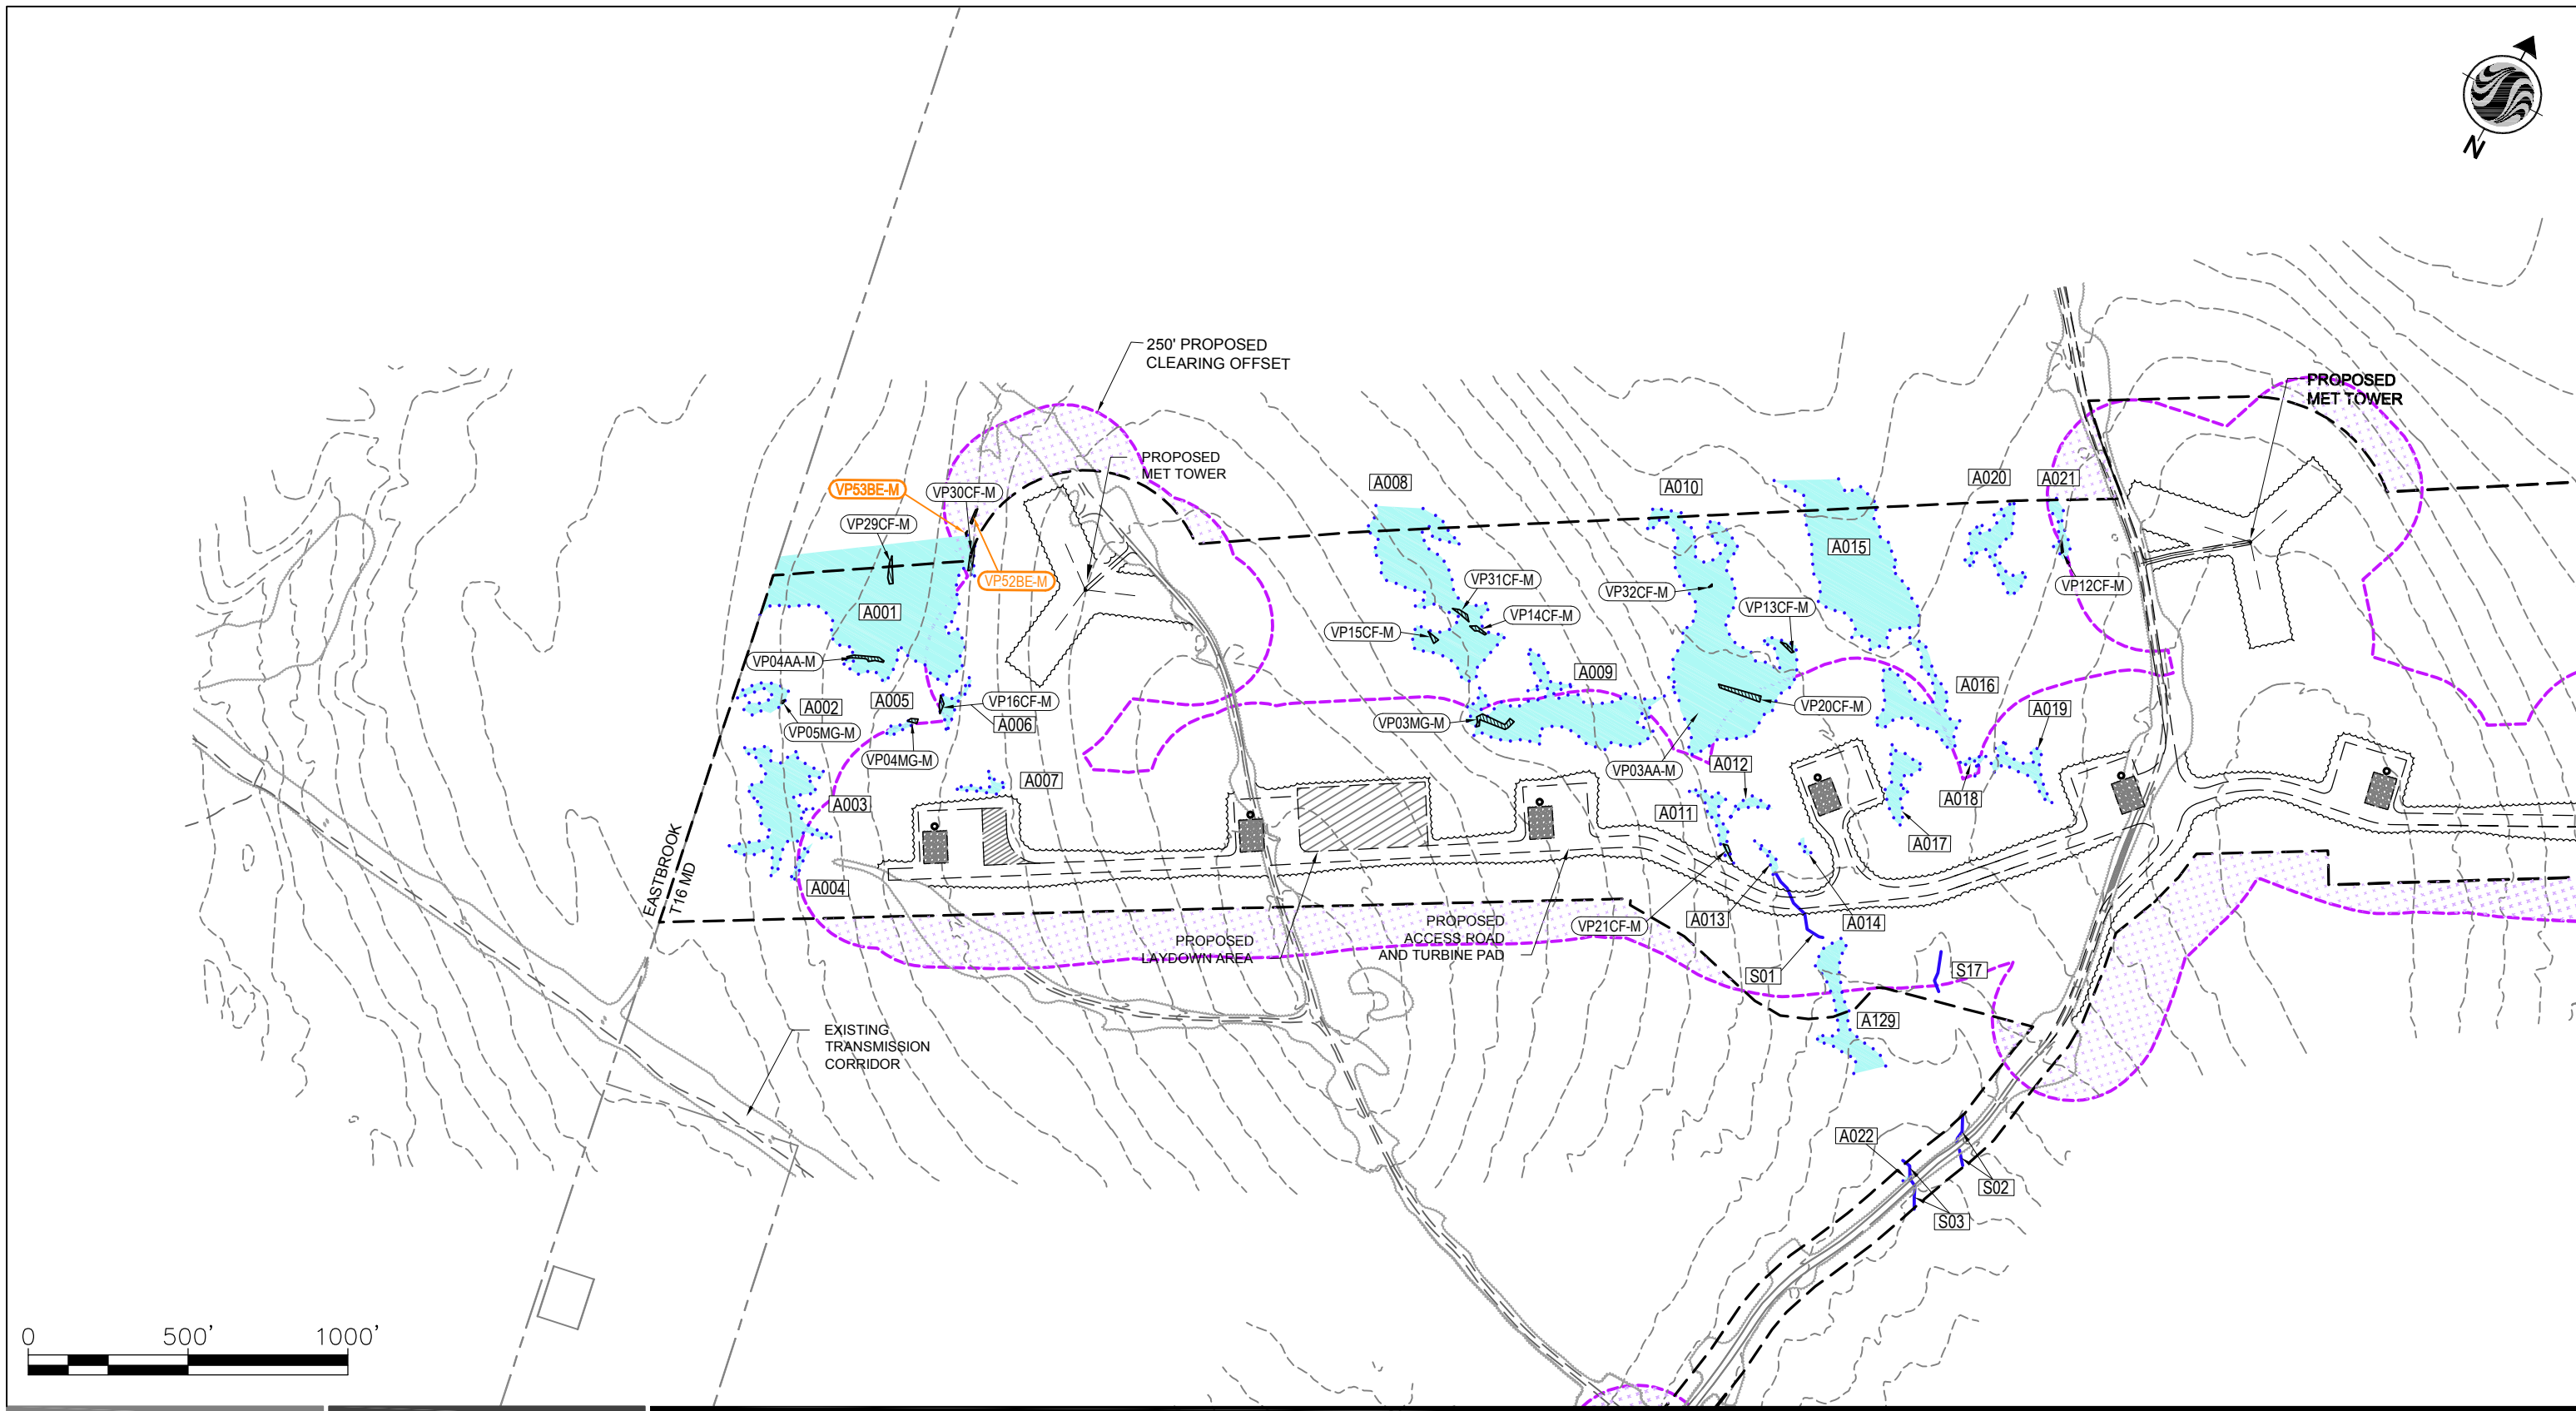 N
250' PROPOSED
CLEARING OFFSET
PROPOSED
MET TOWER
PROPOSED
MET TOWER
VP53BE-M
VP30CF-M
VP29CF-M
VP52BE-M
A001
VP04AA-M
A002
VP05MG-M
A005
VP16CF-M
A006
VP04MG-M
A007
A003
A004
A008
VP31CF-M
VP14CF-M
VP15CF-M
A009
VP03MG-M
A010
VP32CF-M
VP13CF-M
VP20CF-M
VP03AA-M
A012
A011
A015
A020
A021
VP12CF-M
A016
A019
A018
A017
A013
A014
VP21CF-M
S01
S17
A129
A022
S02
S03
EASTBROOK
T16 MD
PROPOSED
LAYDOWN AREA
PROPOSED
ACCESS ROAD
AND TURBINE PAD
EXISTING
TRANSMISSION
CORRIDOR
0 500' 1000'